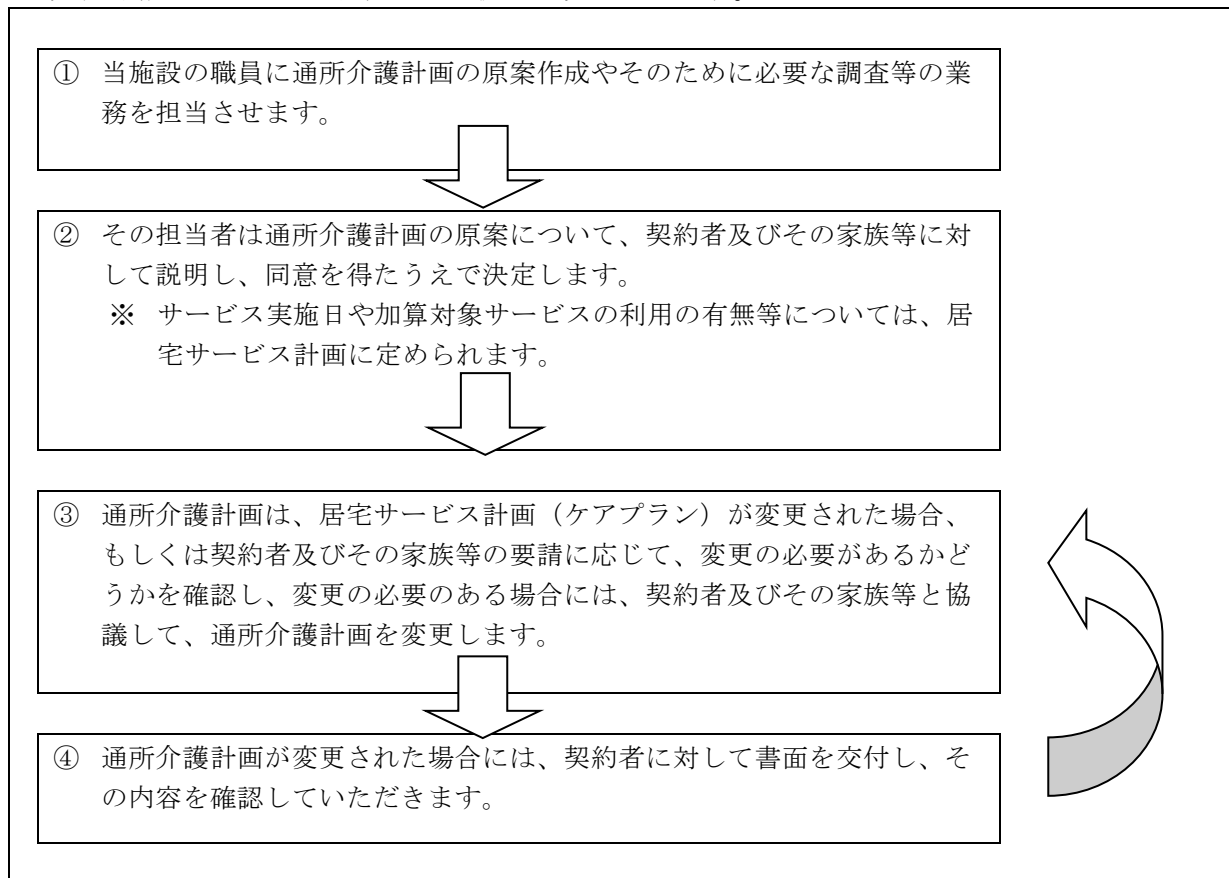 ① 当施設の職員に通所介護計画の原案作成やそのために必要な調査等の業
務を担当させます。
② その担当者は通所介護計画の原案について、契約者及びその家族等に対
して説明し、同意を得たうえで決定します。
※ サービス実施日や加算対象サービスの利用の有無等については、居
宅サービス計画に定められます。
③ 通所介護計画は、居宅サービス計画（ケアプラン）が変更された場合、
もしくは契約者及びその家族等の要請に応じて、変更の必要があるかど
うかを確認し、変更の必要のある場合には、契約者及びその家族等と協
議して、通所介護計画を変更します。
④ 通所介護計画が変更された場合には、契約者に対して書面を交付し、そ
の内容を確認していただきます。